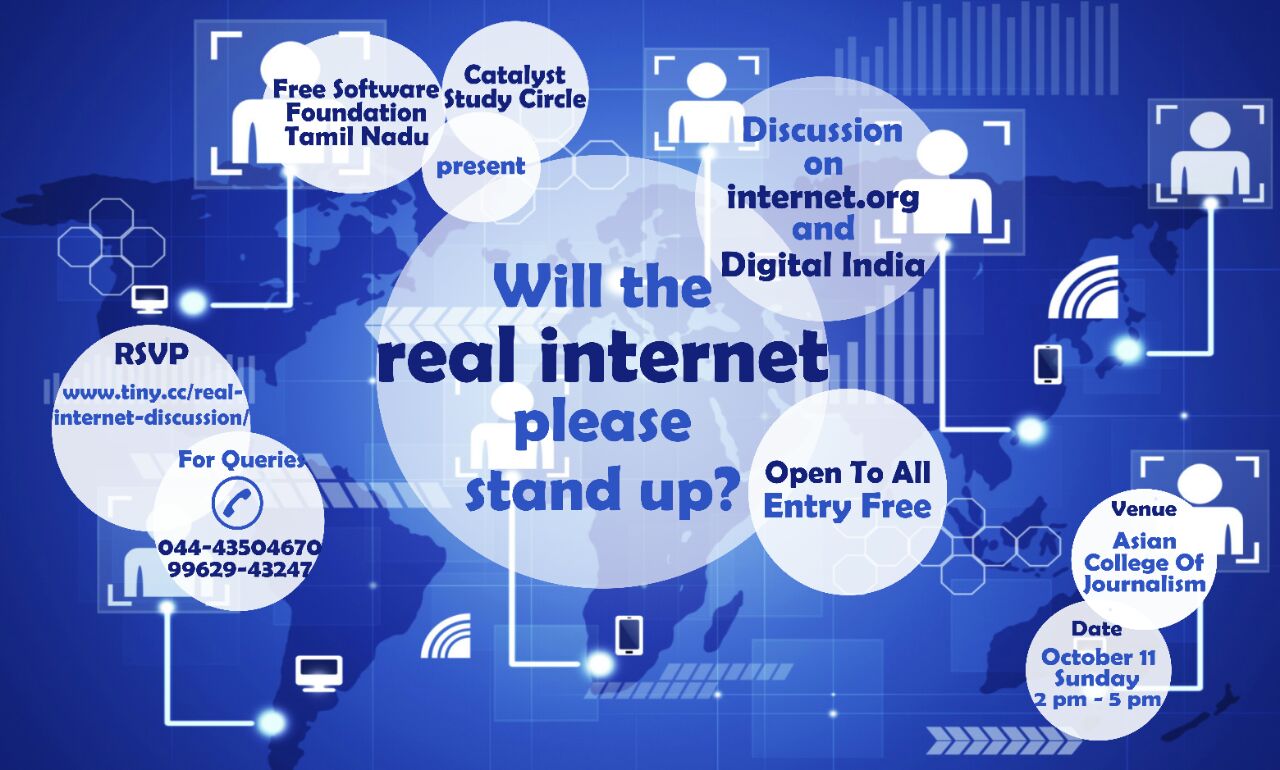 Free Software
Foundation
Tamil Nadu
Catalyst
Study Circle
present
Discussion
on
internet.org
and
Digital India
Will the
real internet
please
stand up?
RSVP
www.tiny.cc/real-
internet-discussion/
For Queries
044-43504670
99629-43247
Open To All
Entry Free
Venue
Asian
College Of
Journalism
Date
October 11
Sunday
2 pm - 5 pm